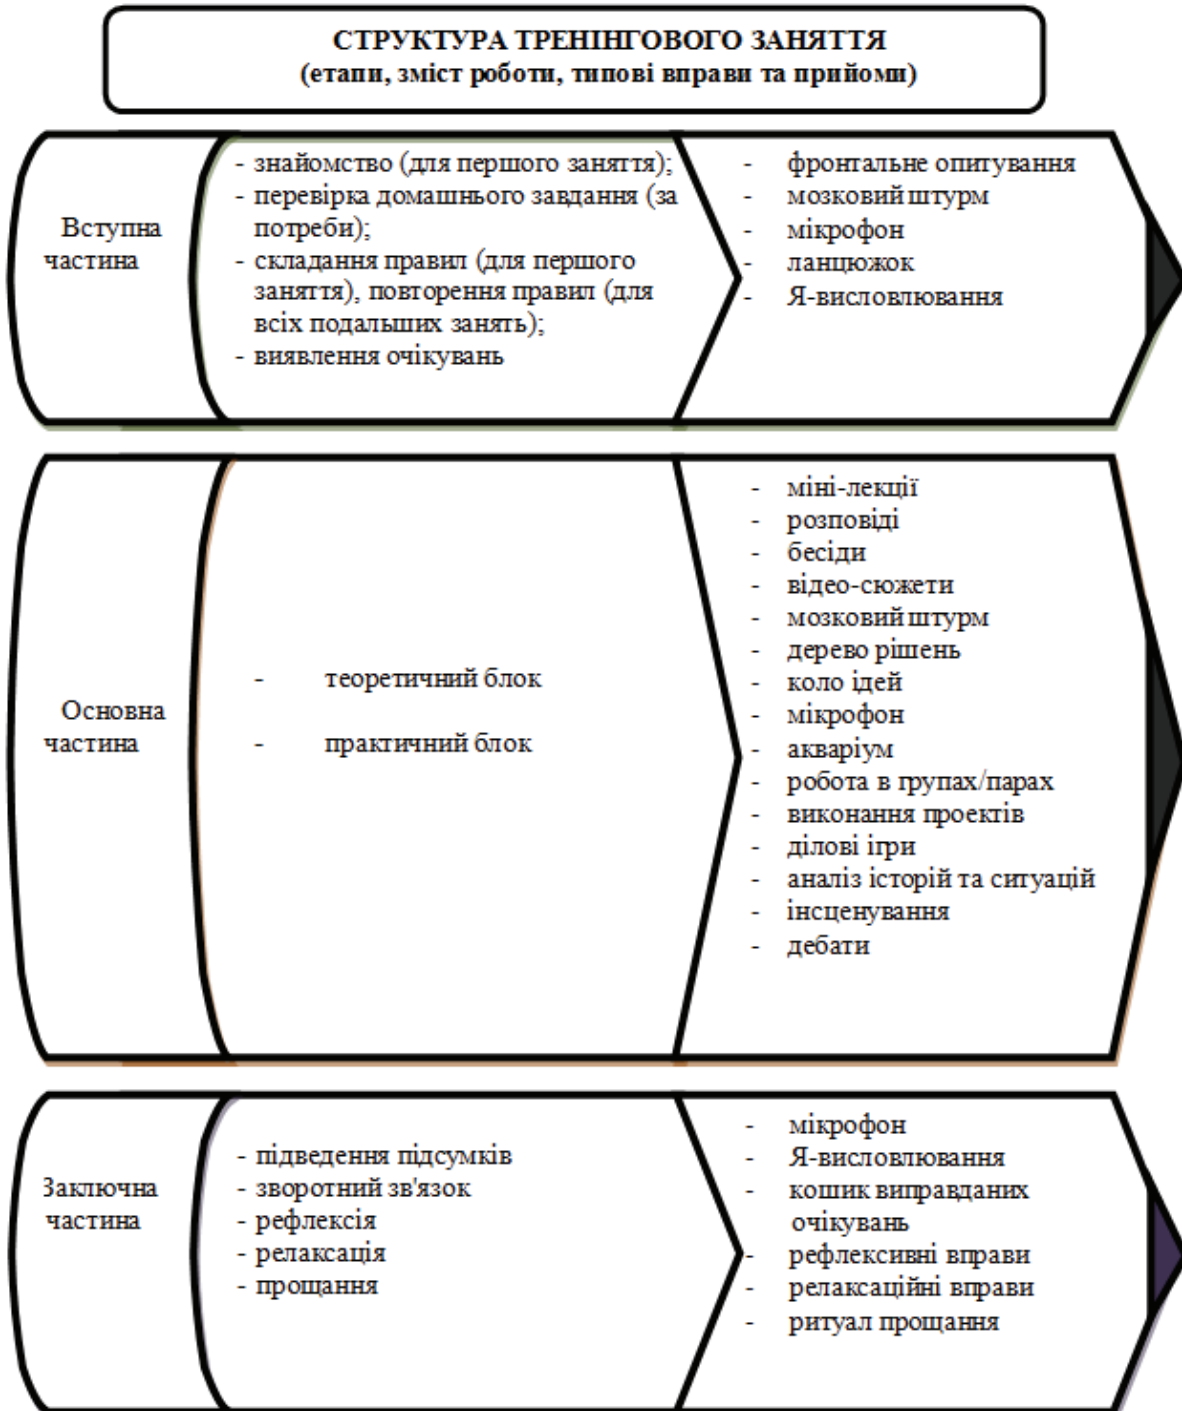 СТРУКТУРА ТРЕНІНГОВОГО ЗАНЯТТЯ
(етапи, зміст роботи, типові вправи та прийоми)
Вступна
частина
- знайомство (для першого заняття);
- перевірка домашнього завдання (за
потреби);
- складання правил (для першого
заняття), повторення правил (для
всіх подальших занять);
- виявлення очікувань
- фронтальне опитування
- мозковий штурм
- мікрофон
- ланцюжок
- Я-висловлювання
Основна
частина
- теоретичний блок
- практичний блок
- міні-лекції
- розповіді
- бесіди
- відео-сюжети
- мозковий штурм
- дерево рішень
- коло ідей
- мікрофон
- акваріум
- робота в групах/парах
- виконання проектів
- ділові ігри
- аналіз історій та ситуацій
- інсценування
- дебати
Заключна
частина
- підведення підсумків
- зворотний зв'язок
- рефлексія
- релаксація
- прощання
- мікрофон
- Я-висловлювання
- кошик виправданих
очікувань
- рефлексивні вправи
- релаксаційні вправи
- ритуал прощання